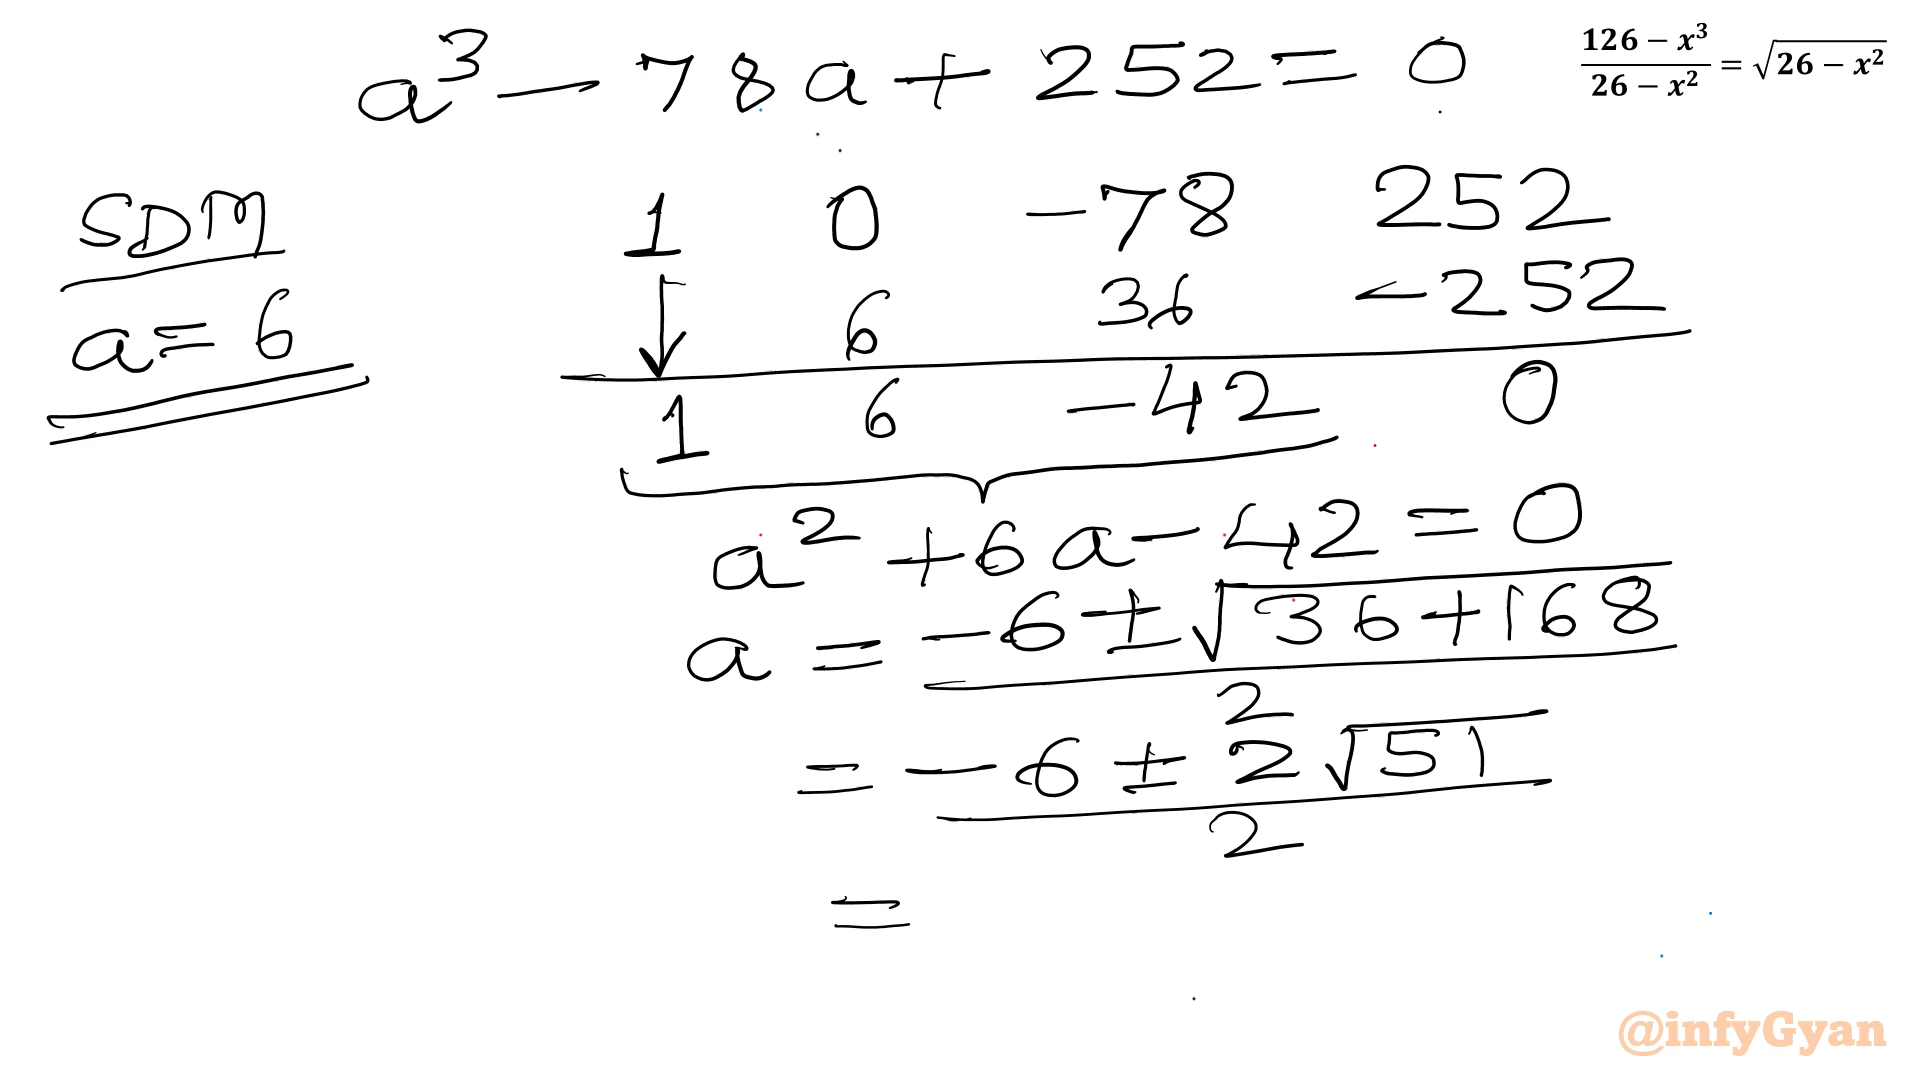 a³ - 78a + 252 = 0
(126 - x³)/(26 - x²) = √(26 - x²)
SDM
a = 6
1 0 -78 252
↓ 6 36 -252
1 6 -42 0
a² + 6a - 42 = 0
a = (-6 ± √(36+168))/2
= (-6 ± 2√51)/2
=
@infyGyan